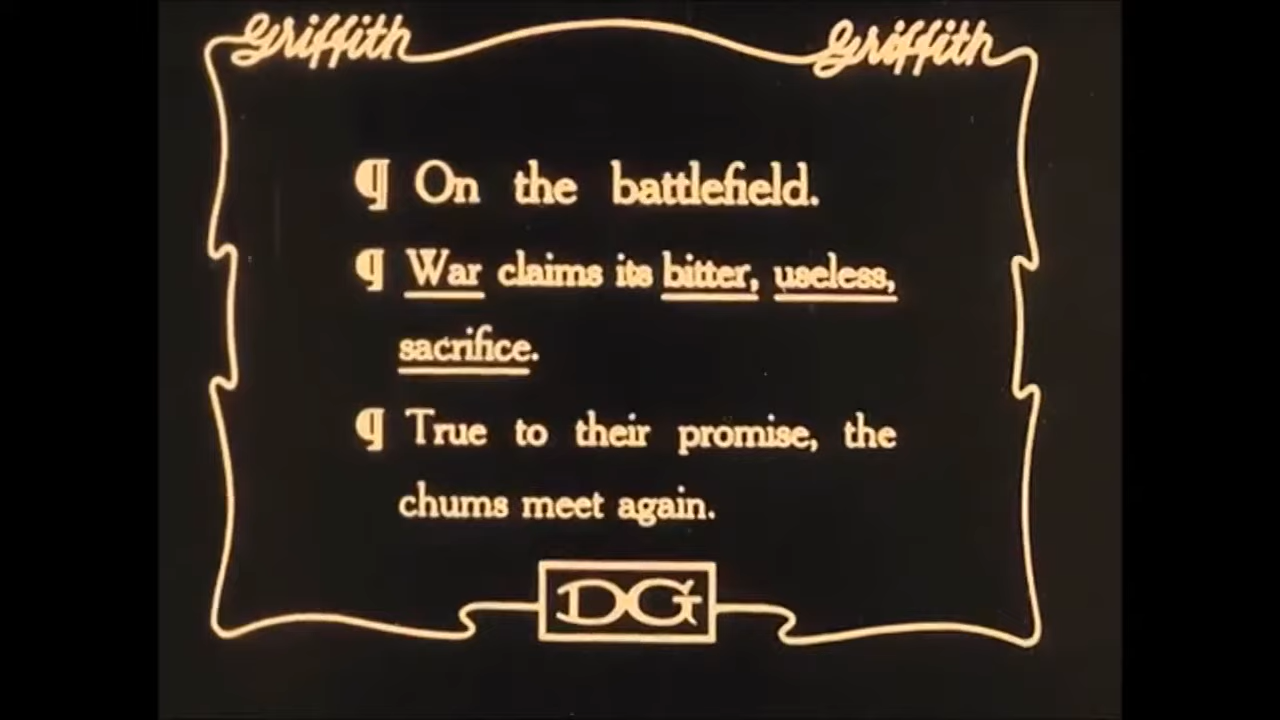 Griffith Griffith
¶ On the battlefield.
¶ War claims its bitter, useless,
sacrifice.
¶ True to their promise, the
chums meet again.
DG